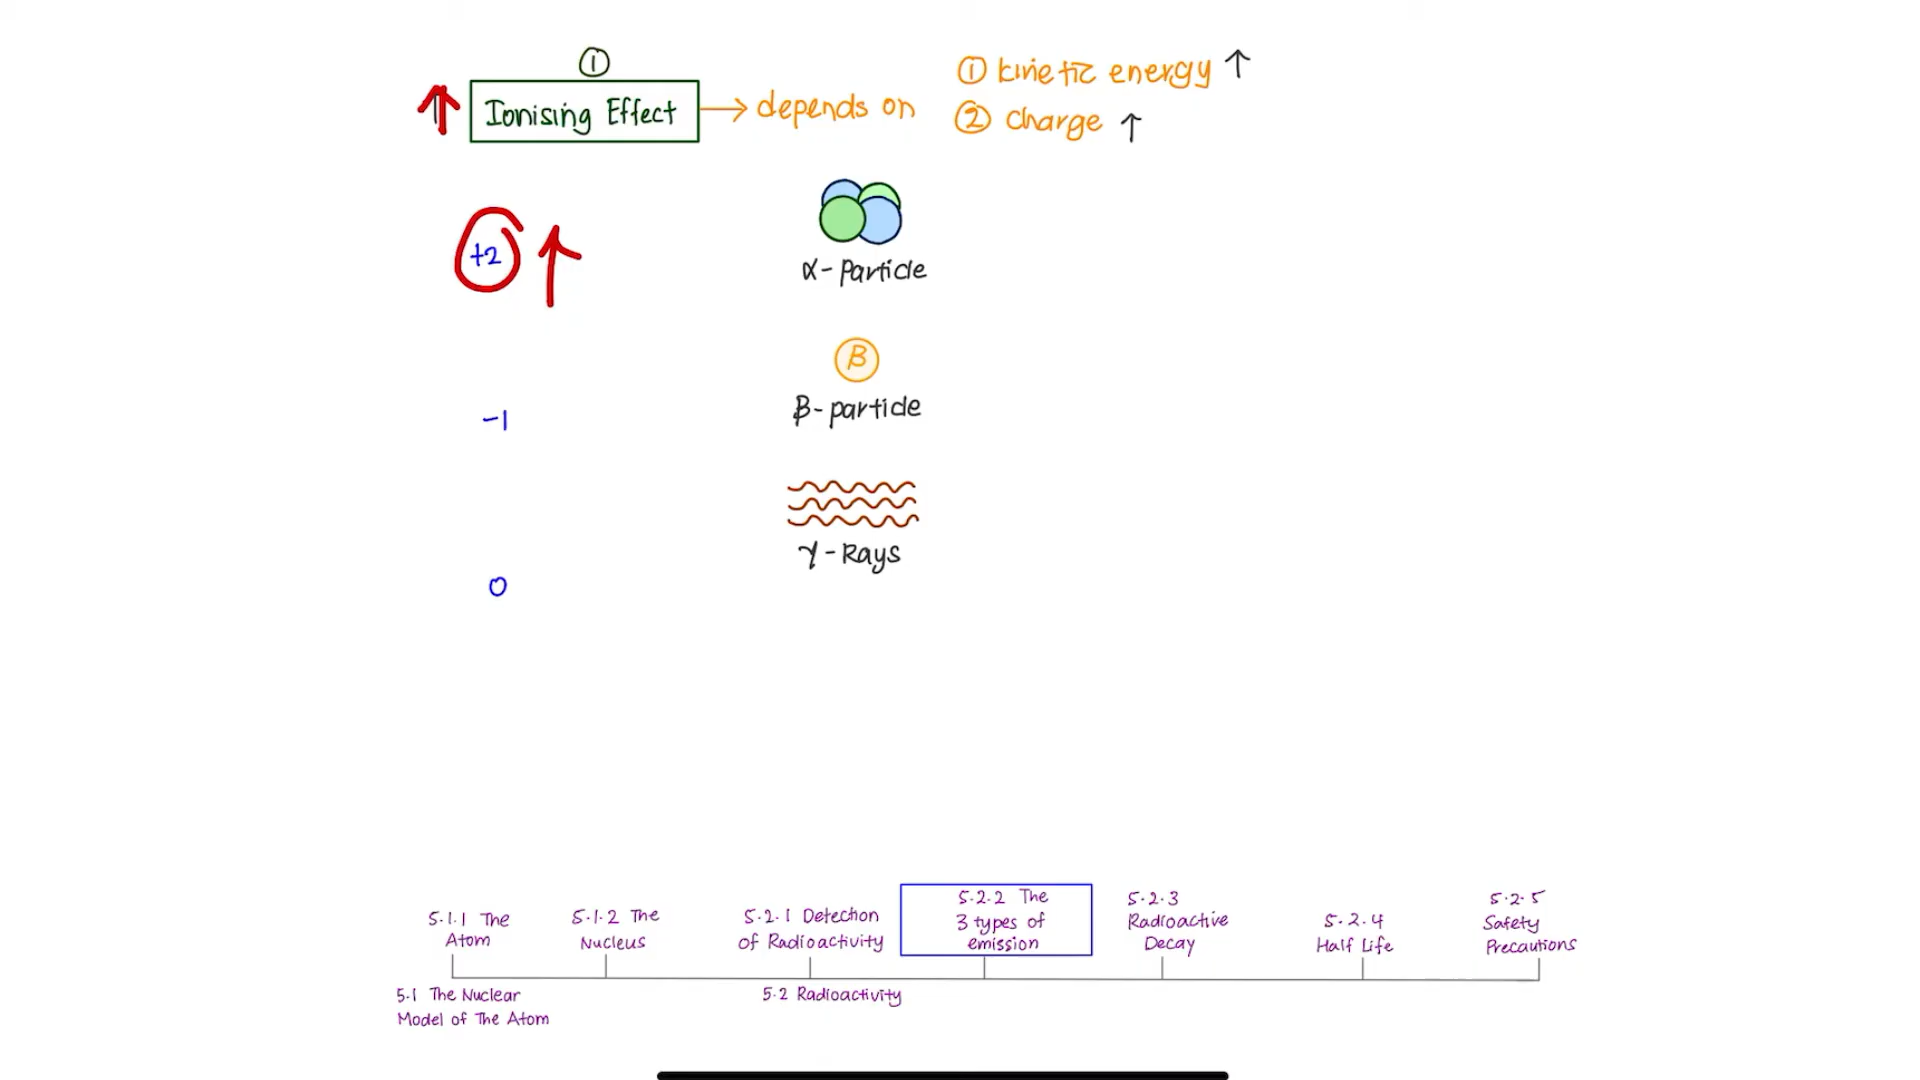 ①
Ionising Effect
depends on
① kinetic energy ↑
② charge ↑
+2
α-Particle
β
β-particle
-1
γ-Rays
0
5.1.1 The
Atom
5.1.2 The
Nucleus
5.2.1 Detection
of Radioactivity
5.2.2 The
3 types of
emission
5.2.3
Radioactive
Decay
5.2.4
Half Life
5.2.5
Safety
Precautions
5.1 The Nuclear
Model of The Atom
5.2 Radioactivity